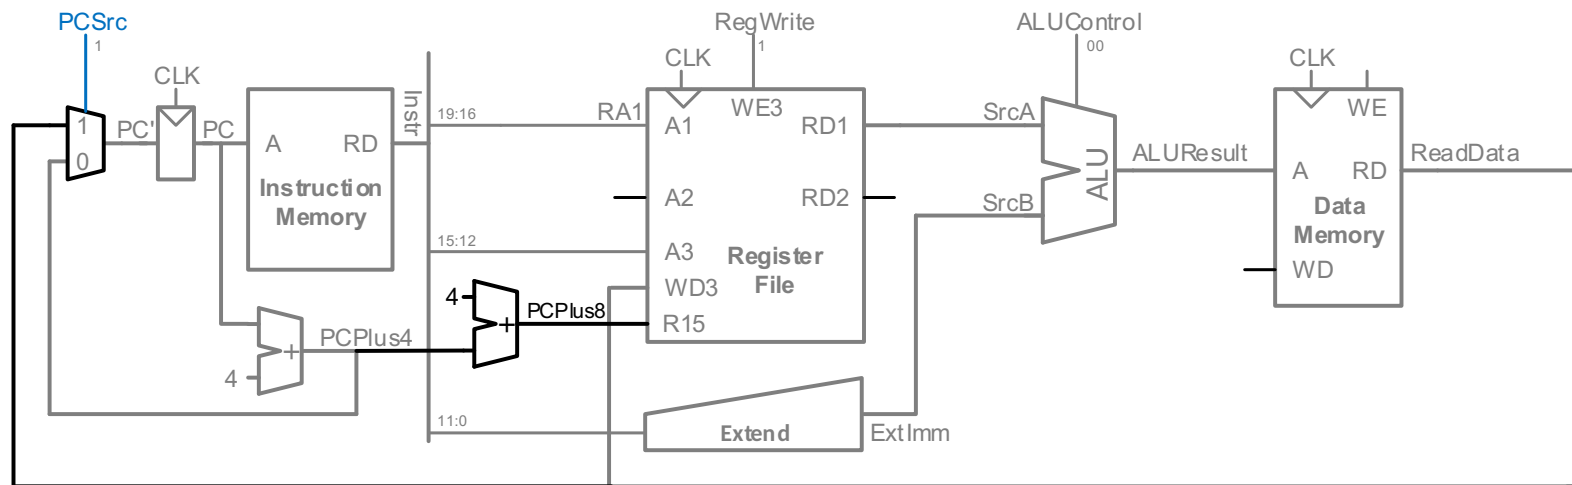 PCSrc
1
RegWrite
1
ALUControl
00
CLK
CLK
CLK
1
0
PC'
PC
A
RD
Instruction
Memory
Instr
19:16
RA1
A1
WE3
RD1
SrcA
A2
RD2
SrcB
ALU
ALUResult
WE
A
RD
ReadData
Data
Memory
WD
15:12
A3
Register
File
WD3
R15
4
+
PCPlus8
PCPlus4
+
4
11:0
Extend
ExtImm